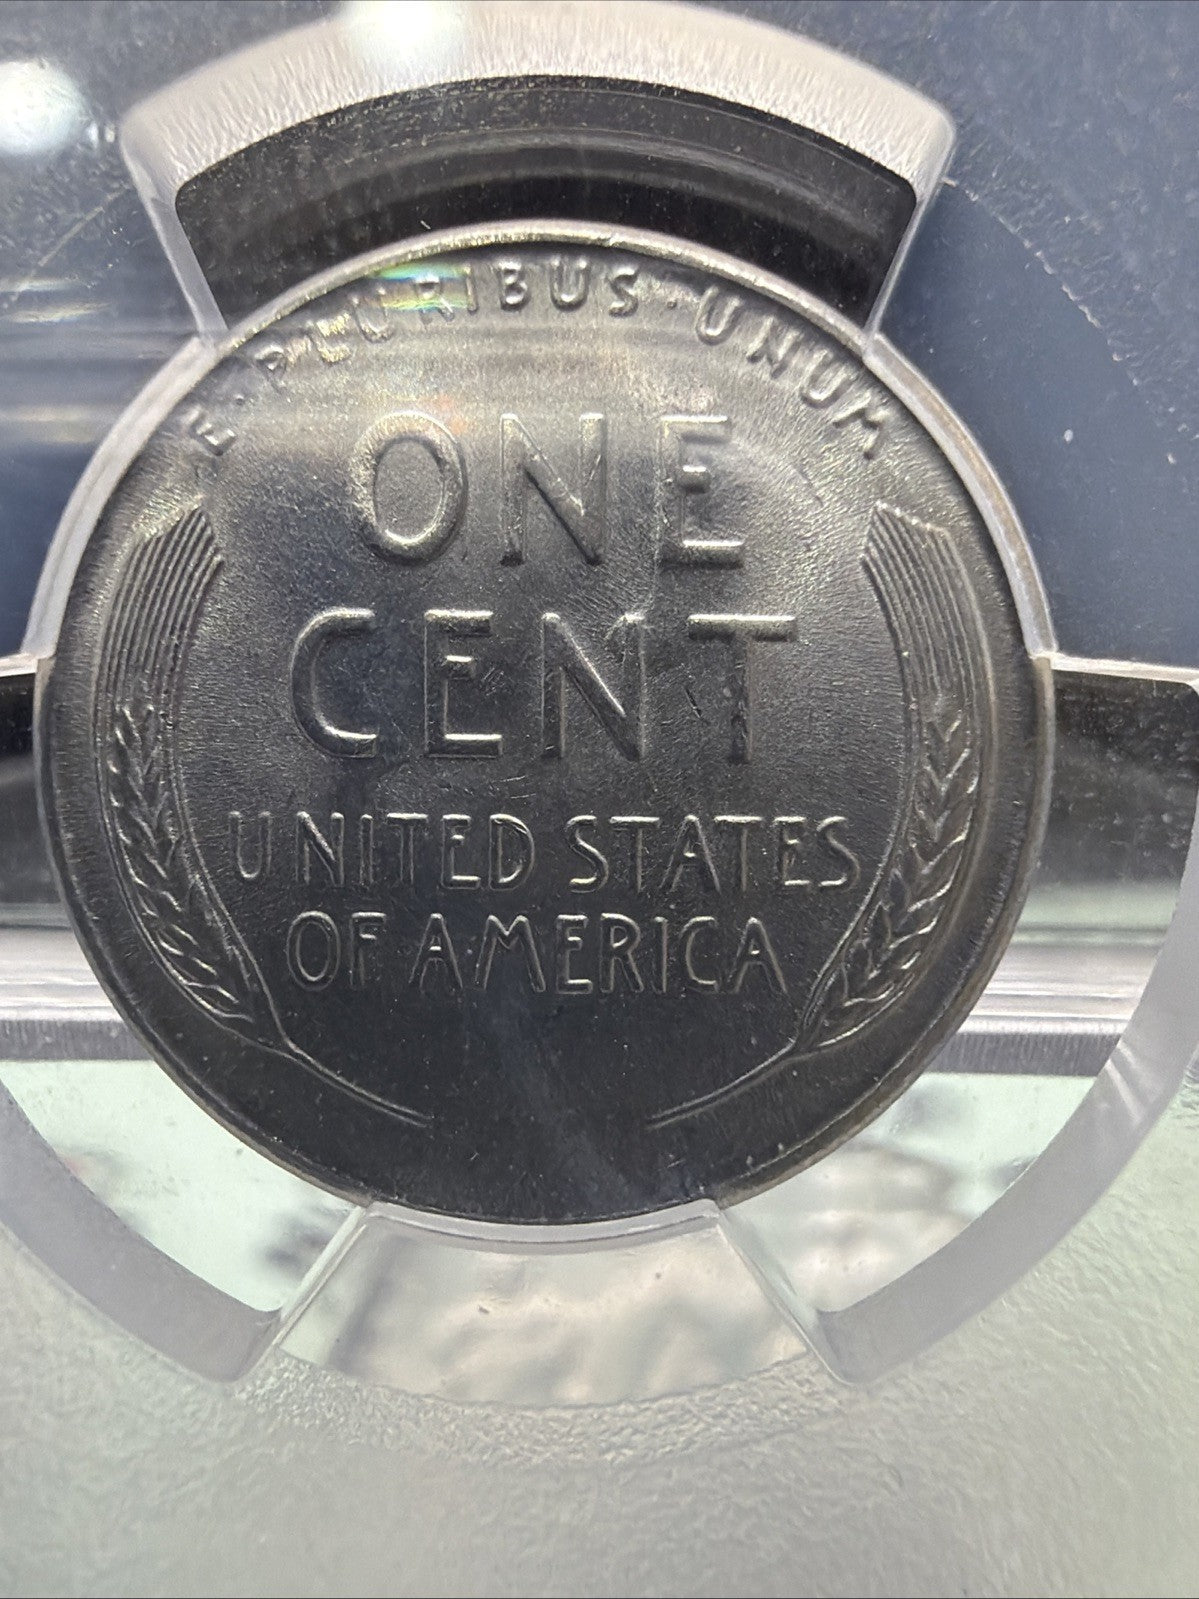 E·PLURIBUS·UNUM
ONE
CENT
UNITED STATES
OF AMERICA